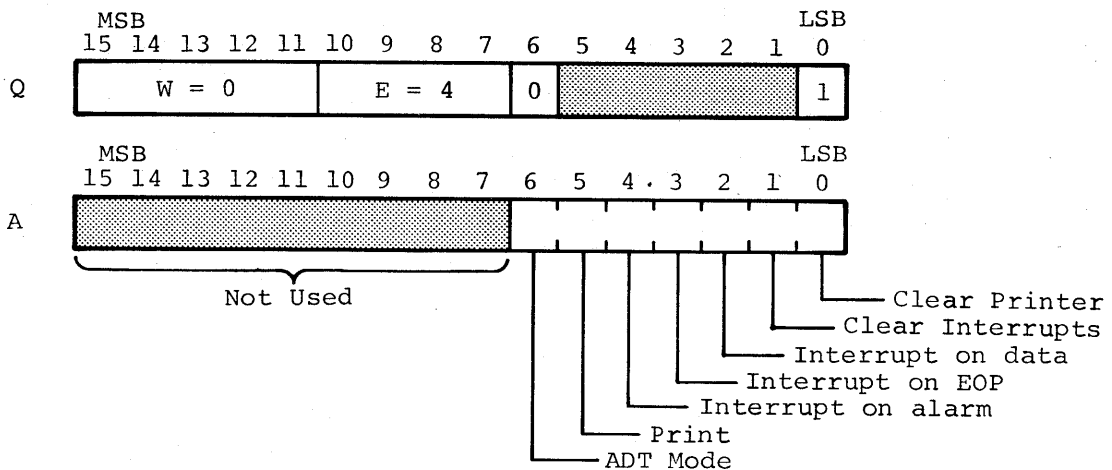 MSB LSB
15 14 13 12 11 10 9 8 7 6 5 4 3 2 1 0
Q W = 0 E = 4 0 1
MSB LSB
15 14 13 12 11 10 9 8 7 6 5 4 . 3 2 1 0
A
Not Used
Clear Printer
Clear Interrupts
Interrupt on data
Interrupt on EOP
Interrupt on alarm
Print
ADT Mode